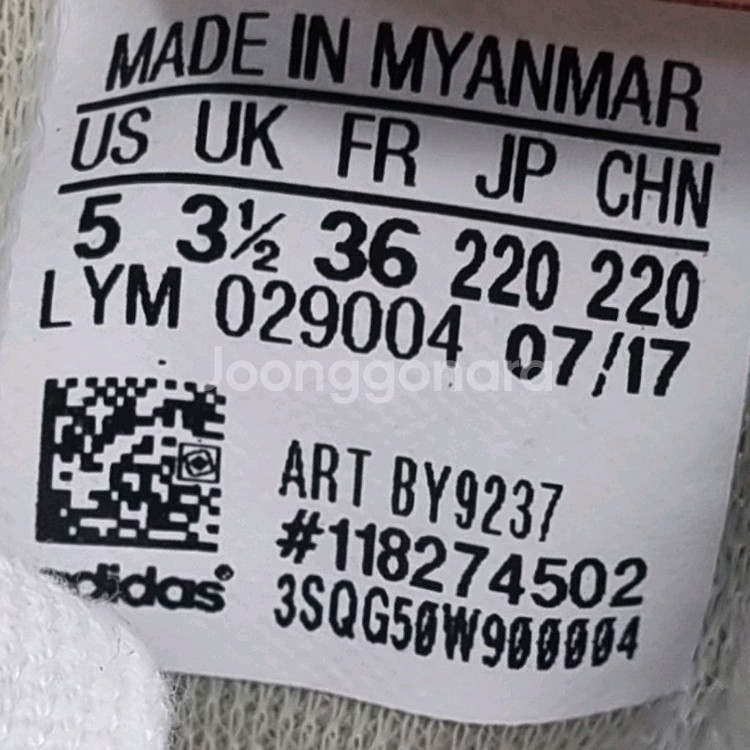 MADE IN MYANMAR
US UK FR JP CHN
5 3½ 36 220 220
LYM 029004 07/17
Joonggonara
ART BY9237
#118274502
adidas®
3SQG50W900004